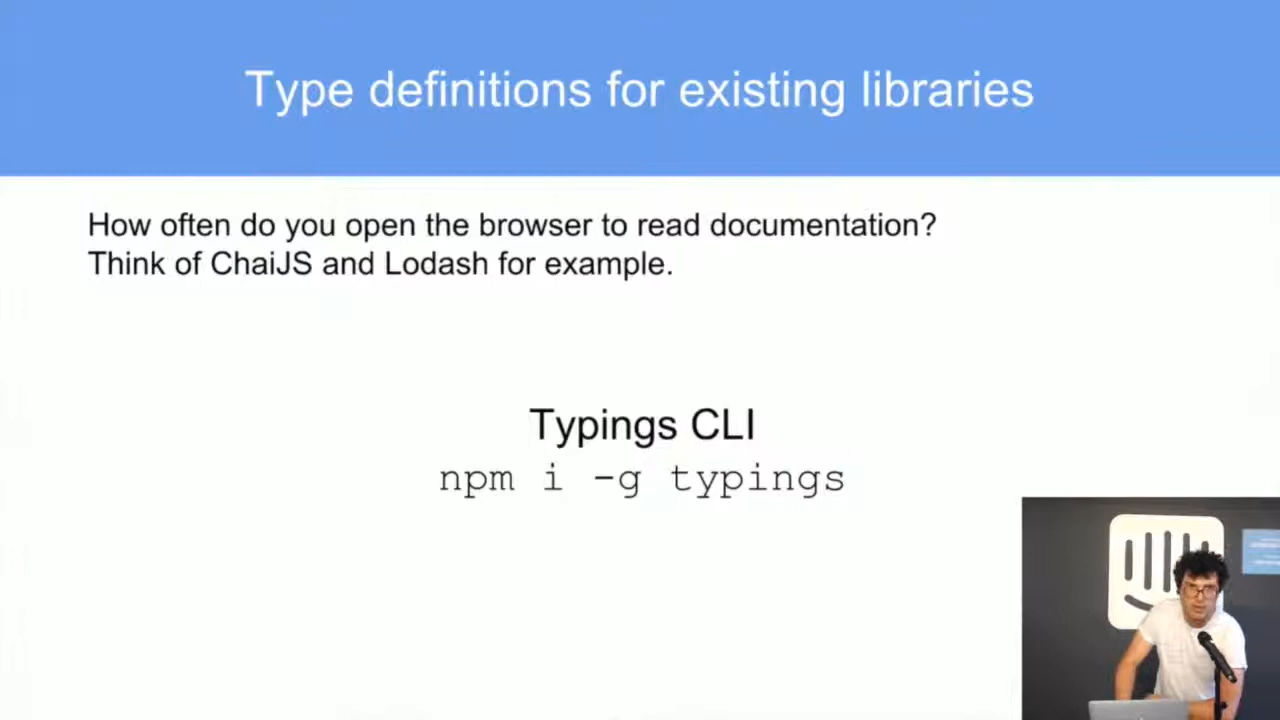 Type definitions for existing libraries
How often do you open the browser to read documentation?
Think of ChaiJS and Lodash for example.
Typings CLI
npm i -g typings